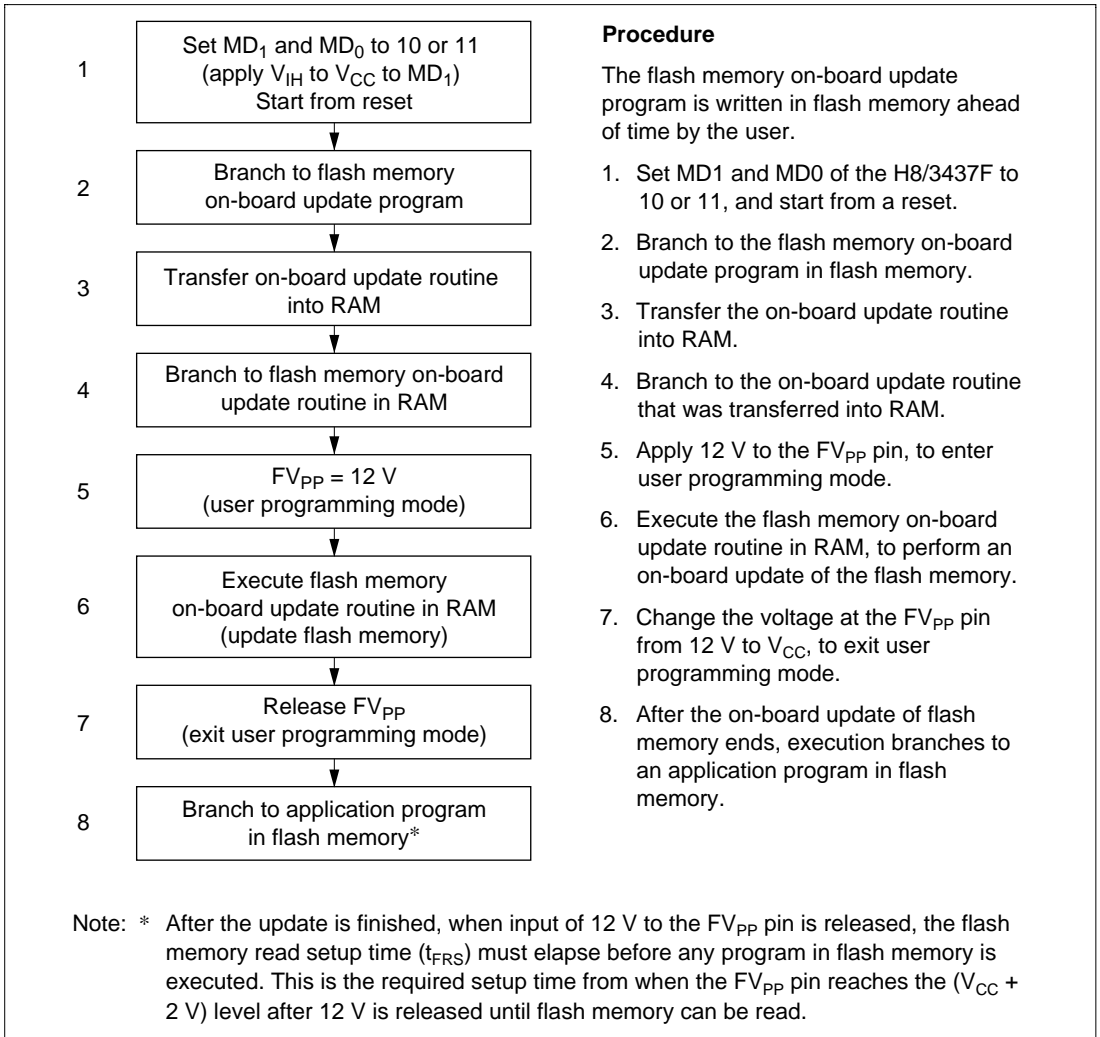 1
Set MD₁ and MD₀ to 10 or 11
(apply V_IH to V_CC to MD₁)
Start from reset
2
Branch to flash memory
on-board update program
3
Transfer on-board update routine
into RAM
4
Branch to flash memory on-board
update routine in RAM
5
FV_PP = 12 V
(user programming mode)
6
Execute flash memory
on-board update routine in RAM
(update flash memory)
7
Release FV_PP
(exit user programming mode)
8
Branch to application program
in flash memory*
Procedure
The flash memory on-board update
program is written in flash memory ahead
of time by the user.
1. Set MD1 and MD0 of the H8/3437F to
10 or 11, and start from a reset.
2. Branch to the flash memory on-board
update program in flash memory.
3. Transfer the on-board update routine
into RAM.
4. Branch to the on-board update routine
that was transferred into RAM.
5. Apply 12 V to the FV_PP pin, to enter
user programming mode.
6. Execute the flash memory on-board
update routine in RAM, to perform an
on-board update of the flash memory.
7. Change the voltage at the FV_PP pin
from 12 V to V_CC, to exit user
programming mode.
8. After the on-board update of flash
memory ends, execution branches to
an application program in flash
memory.
Note: * After the update is finished, when input of 12 V to the FV_PP pin is released, the flash
memory read setup time (t_FRS) must elapse before any program in flash memory is
executed. This is the required setup time from when the FV_PP pin reaches the (V_CC +
2 V) level after 12 V is released until flash memory can be read.